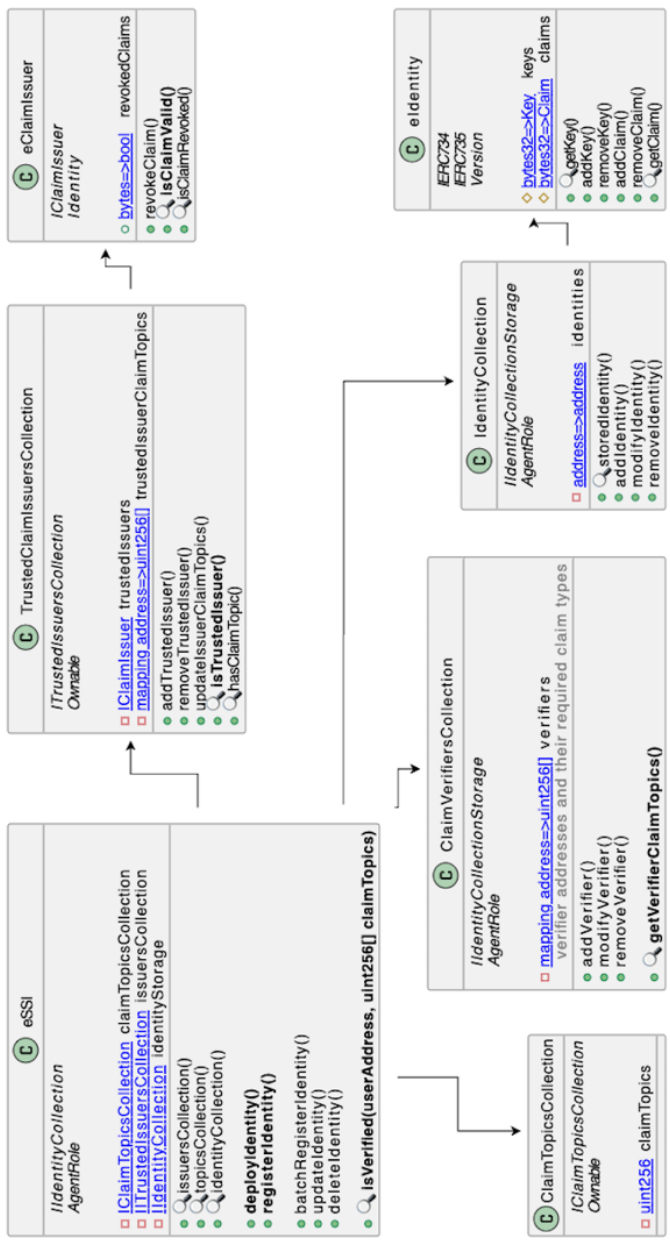 C eSSI
IIdentityCollection
AgentRole
IClaimTopicsCollection claimTopicsCollection
IITrustedIssuersCollection issuersCollection
IIdentityCollection identityStorage
issuersCollection()
topicsCollection()
identityCollection()
deployIdentity()
registerIdentity()
batchRegisterIdentity()
updateIdentity()
deleteIdentity()
isVerified(userAddress, uint256[] claimTopics)
C TrustedClaimIssuersCollection
ITrustedIssuersCollection
Ownable
IClaimIssuer trustedIssuers
mapping address=>uint256[] trustedIssuerClaimTopics
addTrustedIssuer()
removeTrustedIssuer()
updateIssuerClaimTopics()
isTrustedIssuer()
hasClaimTopic()
C eClaimIssuer
IClaimIssuer
Identity
bytes=>bool revokedClaims
revokeClaim()
isClaimValid()
isClaimRevoked()
C ClaimTopicsCollection
IClaimTopicsCollection
Ownable
uint256 claimTopics
C ClaimVerifiersCollection
IIdentityCollectionStorage
AgentRole
mapping address=>uint256[] verifiers
verifier addresses and their required claim types
addVerifier()
modifyVerifier()
removeVerifier()
getVerifierClaimTopics()
C IdentityCollection
IIdentityCollectionStorage
AgentRole
address=>address identities
storedIdentity()
addIdentity()
modifyIdentity()
removeIdentity()
C eIdentity
IERC734
IERC735
Version
bytes32=>Key keys
bytes32=>Claim claims
getKey()
addKey()
removeKey()
addClaim()
removeClaim()
getClaim()